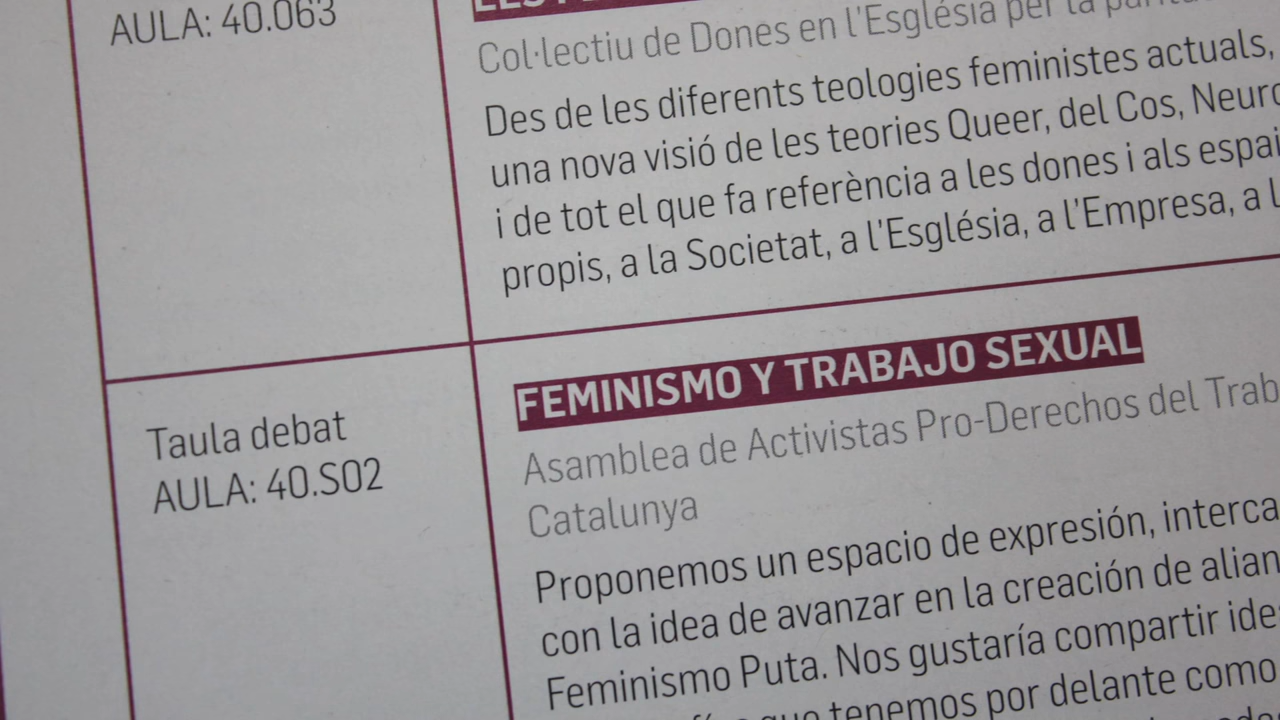 AULA: 40.063
Col·lectiu de Dones en l'Església per la
Des de les diferents teologies feministes actuals,
una nova visió de les teories Queer, del Cos,
i de tot el que fa referència a les dones i als
propis, a la Societat, a l'Església, a l'Empresa, a
Taula debat
AULA: 40.S02
FEMINISMO Y TRABAJO SEXUAL
Asamblea de Activistas Pro-Derechos del
Catalunya
Proponemos un espacio de expresión,
con la idea de avanzar en la creación de
Feminismo Puta. Nos gustaría compartir
que tenemos por delante como